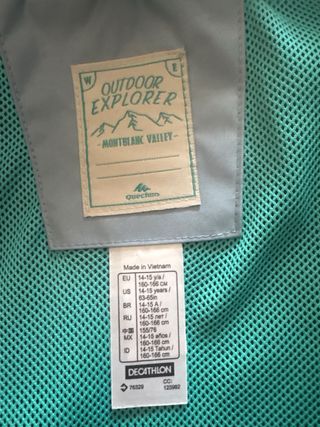 W E
OUTDOOR
EXPLORER
- MONTBLANC VALLEY -
Quechua
Made in Vietnam
EU 14-15 y/a /
160-166 CM
US 14-15 years /
63-65in
BR 14-15 A /
160-166 cm
RU 14-15 лет /
160-166 cm
中国 155/76
MX 14-15 años /
160-166 cm
ID 14-15 Tahun /
160-166 cm
DECATHLON
76329 CC:
123982